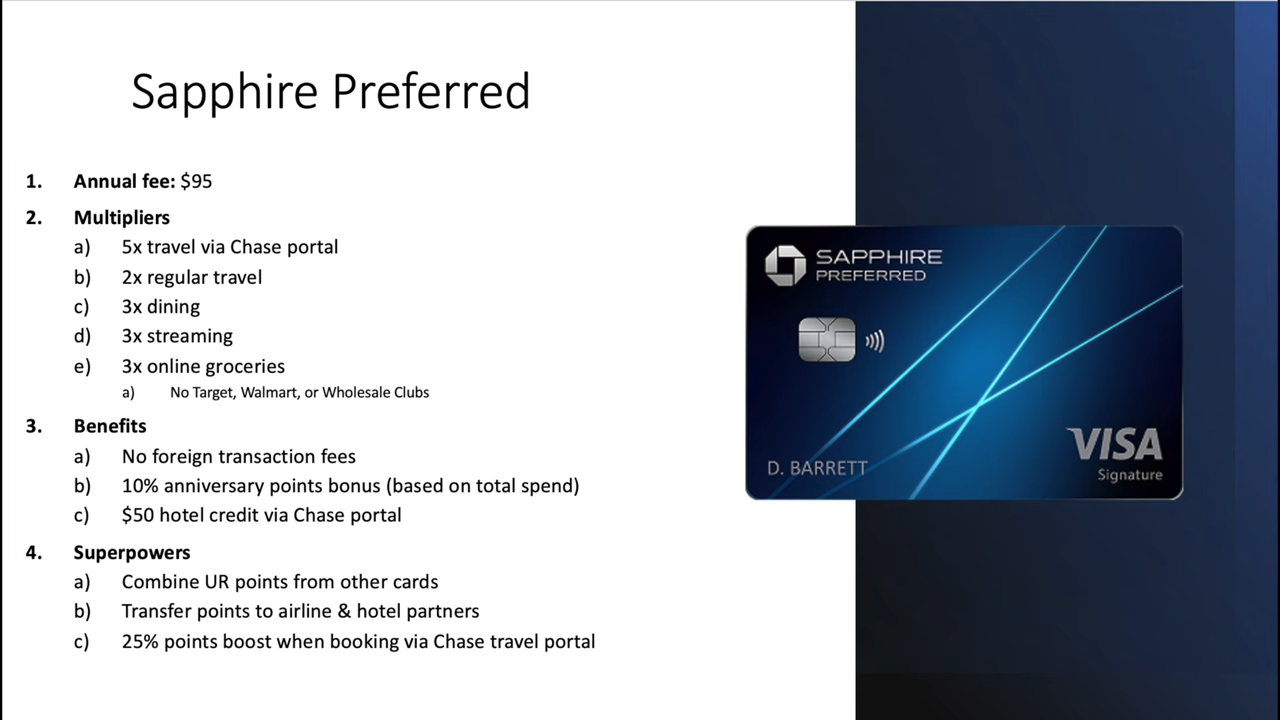 Sapphire Preferred
1. Annual fee: $95
2. Multipliers
a) 5x travel via Chase portal
b) 2x regular travel
c) 3x dining
d) 3x streaming
e) 3x online groceries
a) No Target, Walmart, or Wholesale Clubs
3. Benefits
a) No foreign transaction fees
b) 10% anniversary points bonus (based on total spend)
c) $50 hotel credit via Chase portal
4. Superpowers
a) Combine UR points from other cards
b) Transfer points to airline & hotel partners
c) 25% points boost when booking via Chase travel portal
SAPPHIRE
PREFERRED
VISA
Signature
D. BARRETT